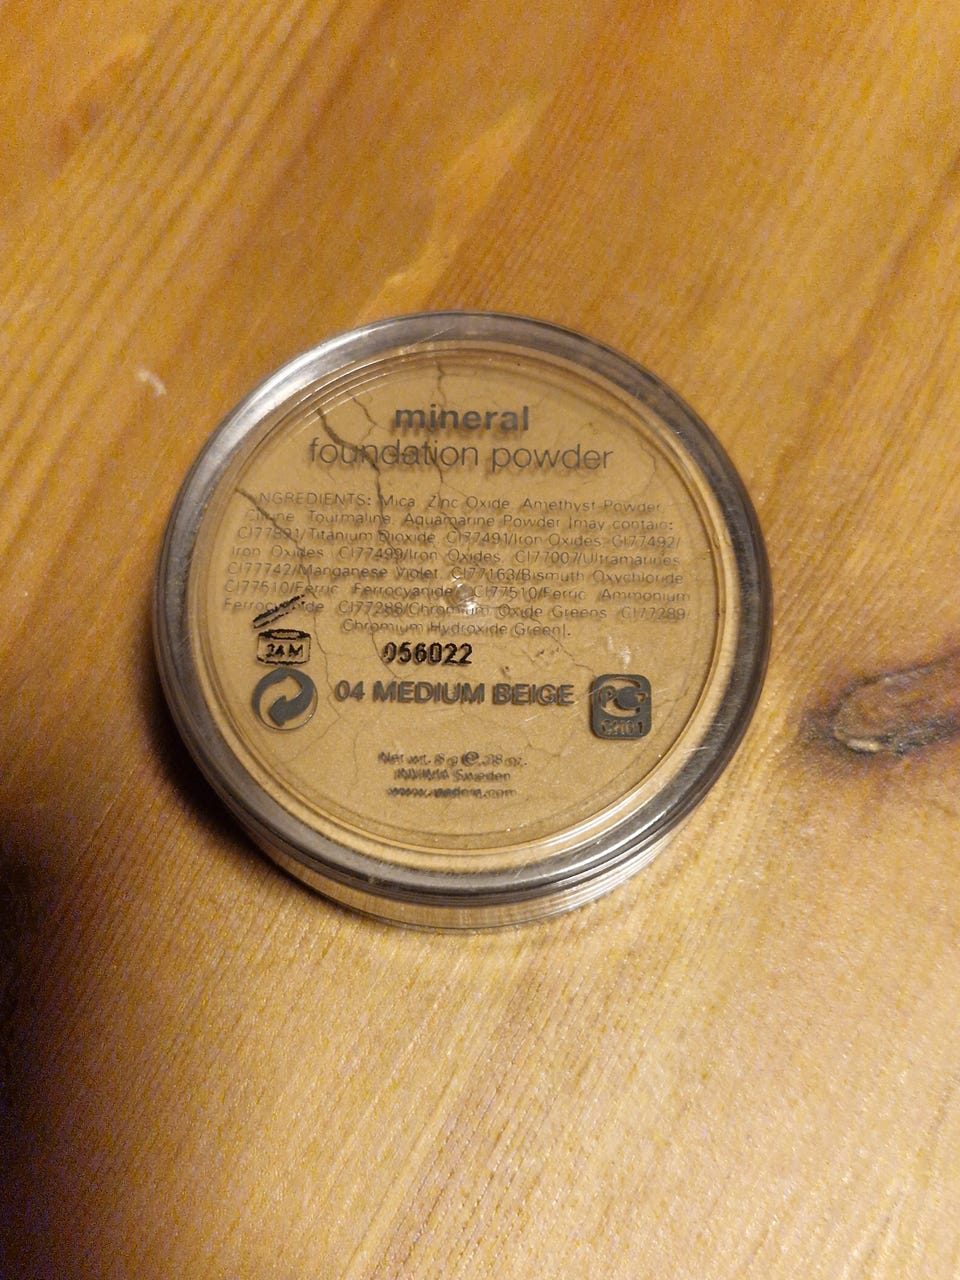 mineral
foundation powder
INGREDIENTS: Mica, Zinc Oxide, Amethyst Powder,
Tourmaline, Aquamarine Powder [may contain:
CI77891/Titanium Dioxide, CI77491/Iron Oxides, CI77492/
Iron Oxides, CI77499/Iron Oxides, CI77007/Ultramarines
CI77742/Manganese Violet, CI77163/Bismuth Oxychloride
CI77510/Ferric Ferrocyanide, CI77510/Ferric Ammonium
Ferrocyanide, CI77288/Chromium Oxide Greens, CI77289/
Chromium Hydroxide Green].
24 M
056022
04 MEDIUM BEIGE
Net wt. 8 g ℮ .28 oz.
Sweden